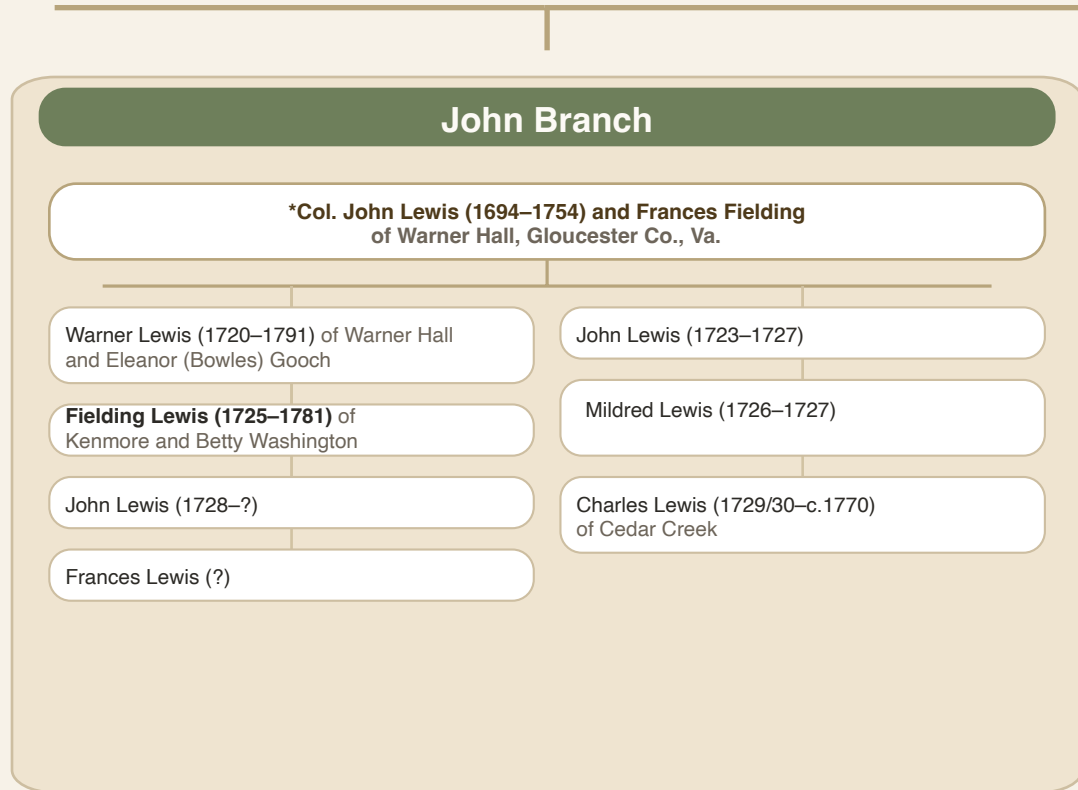 John Branch
*Col. John Lewis (1694–1754) and Frances Fielding
of Warner Hall, Gloucester Co., Va.
Warner Lewis (1720–1791) of Warner Hall
and Eleanor (Bowles) Gooch
John Lewis (1723–1727)
Fielding Lewis (1725–1781) of
Kenmore and Betty Washington
Mildred Lewis (1726–1727)
John Lewis (1728–?)
Charles Lewis (1729/30–c.1770)
of Cedar Creek
Frances Lewis (?)